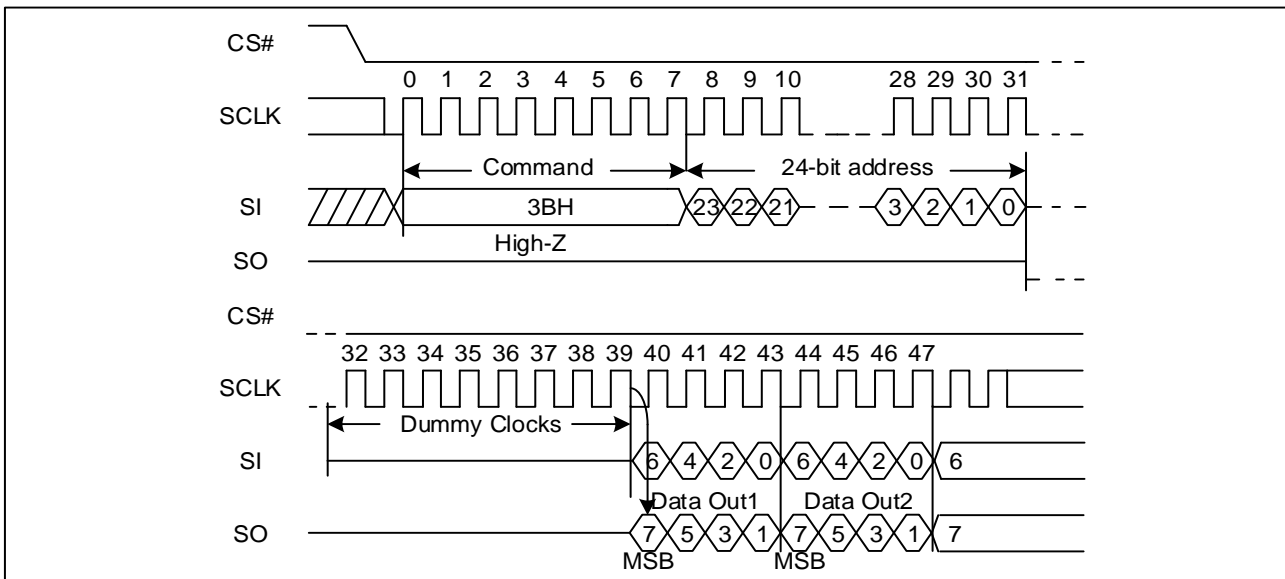 CS#
0 1 2 3 4 5 6 7 8 9 10 28 29 30 31
SCLK
Command 24-bit address
SI 3BH 23 22 21 3 2 1 0
High-Z
SO
CS#
32 33 34 35 36 37 38 39 40 41 42 43 44 45 46 47
SCLK
Dummy Clocks
SI 6 4 2 0 6 4 2 0 6
Data Out1 Data Out2
SO 7 5 3 1 7 5 3 1 7
MSB MSB